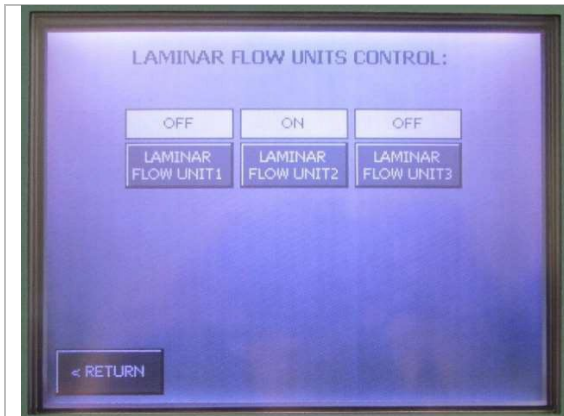 LAMINAR FLOW UNITS CONTROL:
OFF ON OFF
LAMINAR LAMINAR LAMINAR
FLOW UNIT1 FLOW UNIT2 FLOW UNIT3
< RETURN